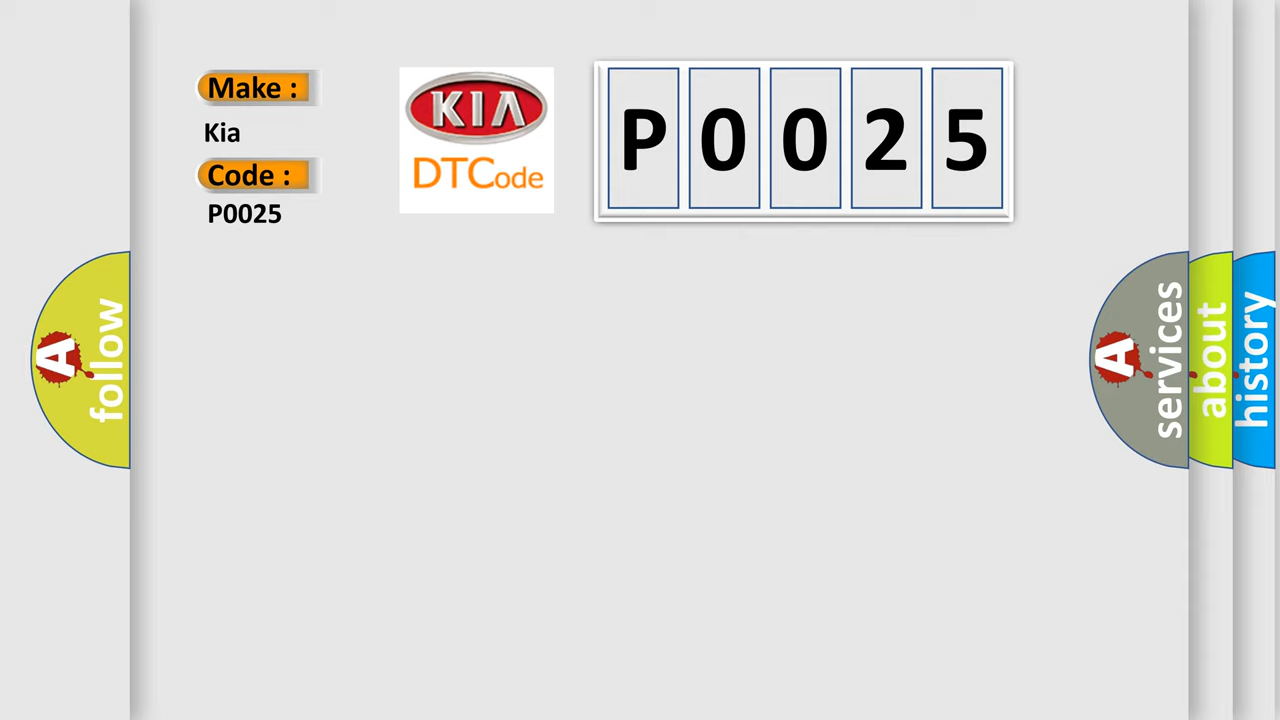 Make :
Kia
Code :
P0025
KIA
DTCode
P0025
A follow
A services
about
history